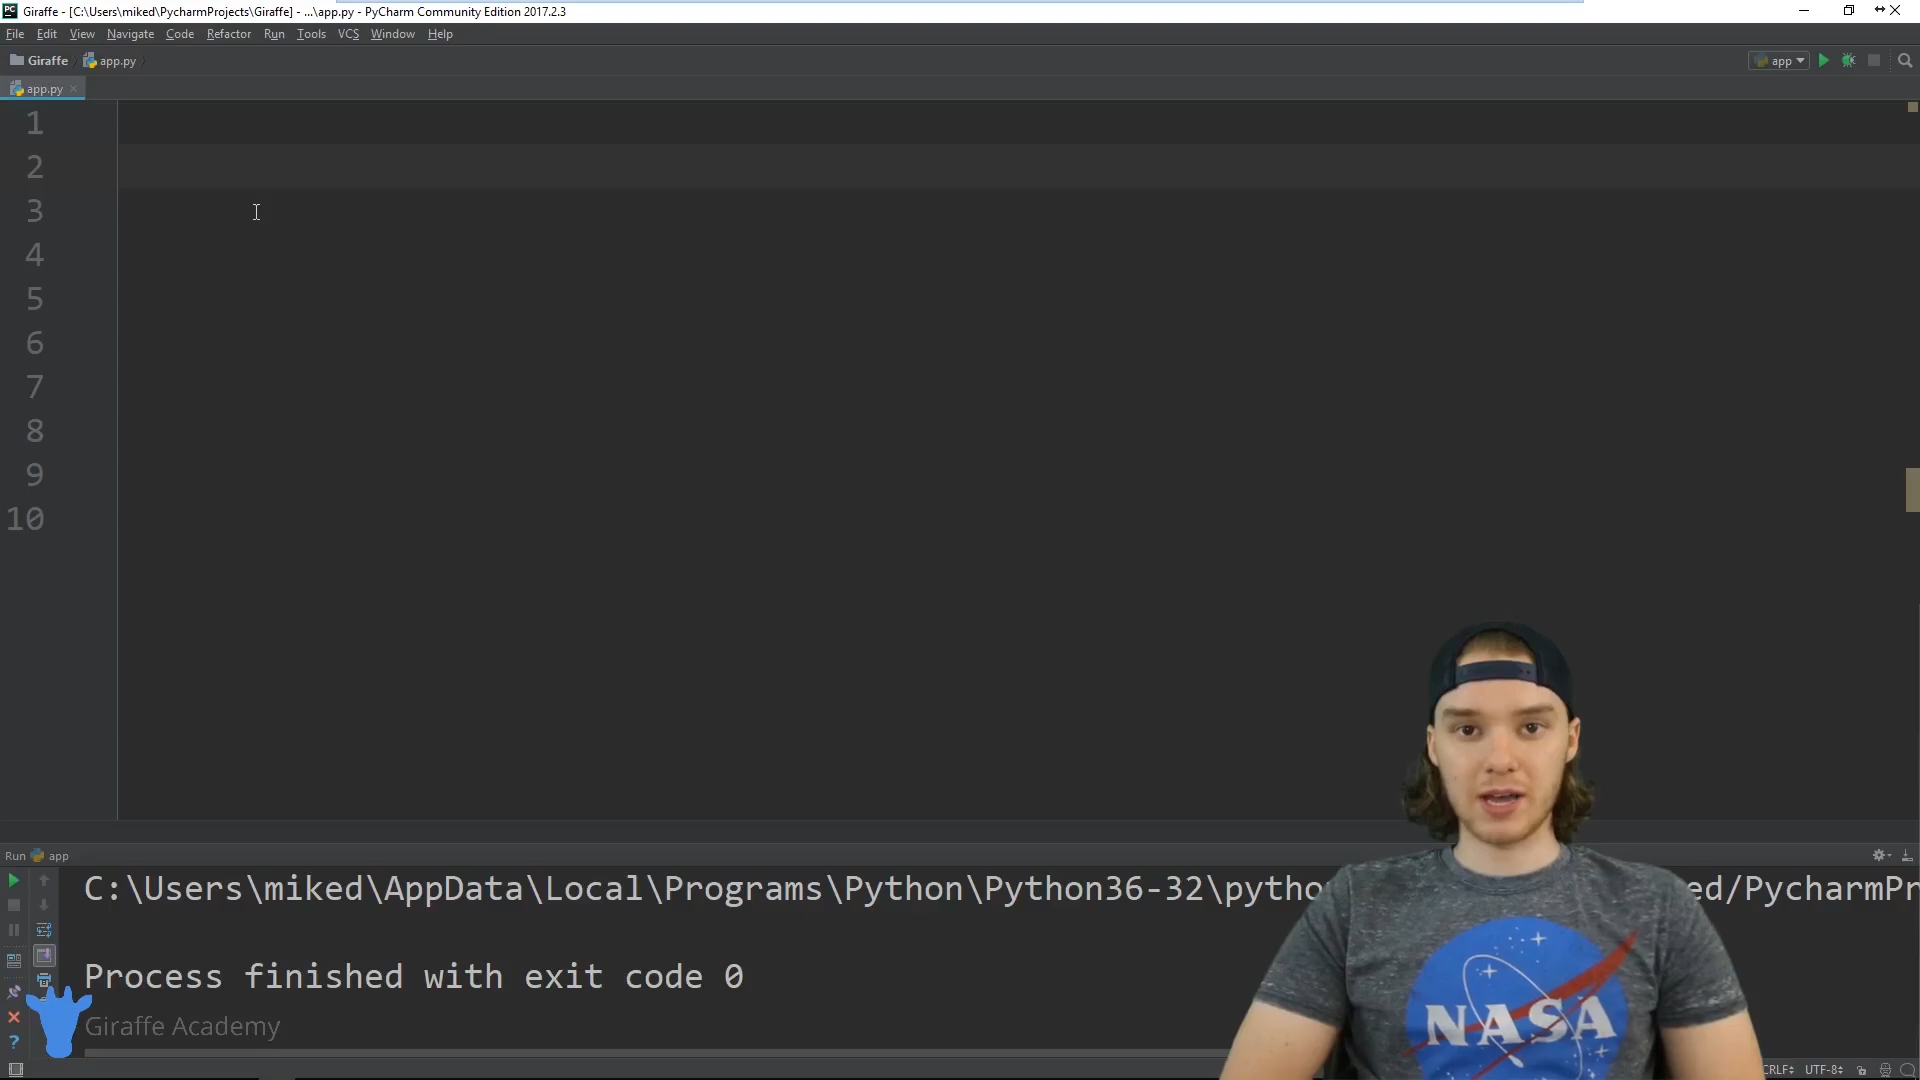 Giraffe - [C:\Users\miked\PycharmProjects\Giraffe] - ...\app.py - PyCharm Community Edition 2017.2.3
File Edit View Navigate Code Refactor Run Tools VCS Window Help
Giraffe app.py
app
app.py
1
2
3
4
5
6
7
8
9
10
Run app
C:\Users\miked\AppData\Local\Programs\Python\Python36-32\pytho ed/PycharmPr
Process finished with exit code 0
Giraffe Academy
NASA
CRLF UTF-8